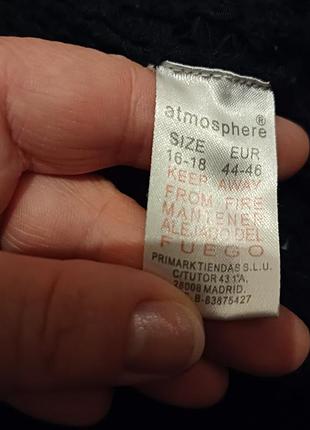 atmosphere®
SIZE EUR
16-18 44-46
KEEP AWAY
FROM FIRE
MANTENER
ALEJADO DEL
FUEGO
PRIMARK TIENDAS S.L.U.
C/TUTOR 43 1ºA.
28008 MADRID.
B-83875427